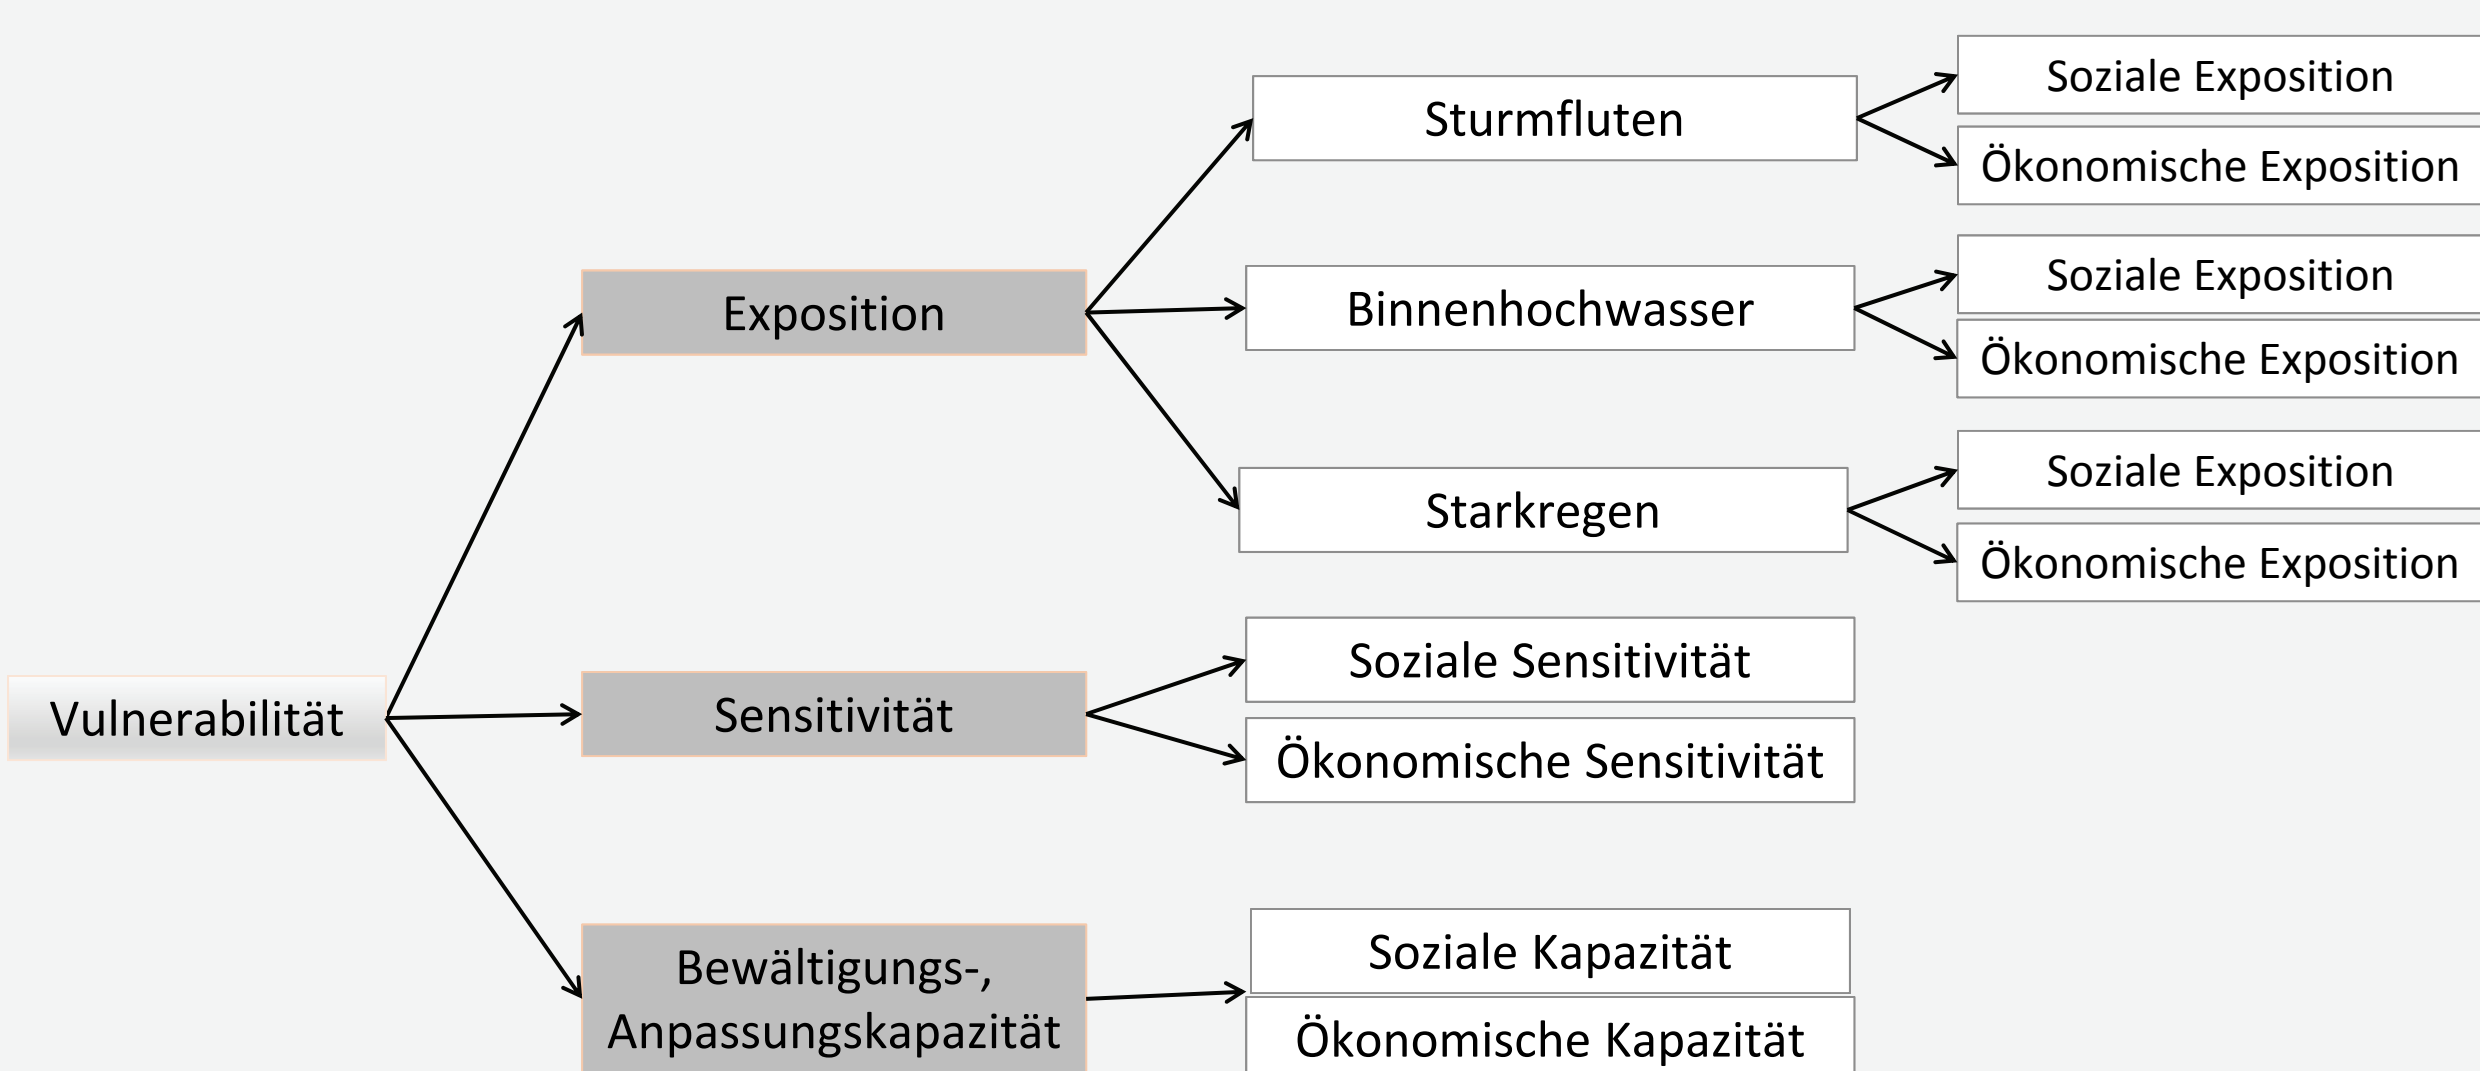 Soziale Exposition
Sturmfluten
Ökonomische Exposition
Soziale Exposition
Exposition
Binnenhochwasser
Ökonomische Exposition
Soziale Exposition
Starkregen
Ökonomische Exposition
Soziale Sensitivität
Vulnerabilität
Sensitivität
Ökonomische Sensitivität
Bewältigungs-,
Anpassungskapazität
Soziale Kapazität
Ökonomische Kapazität